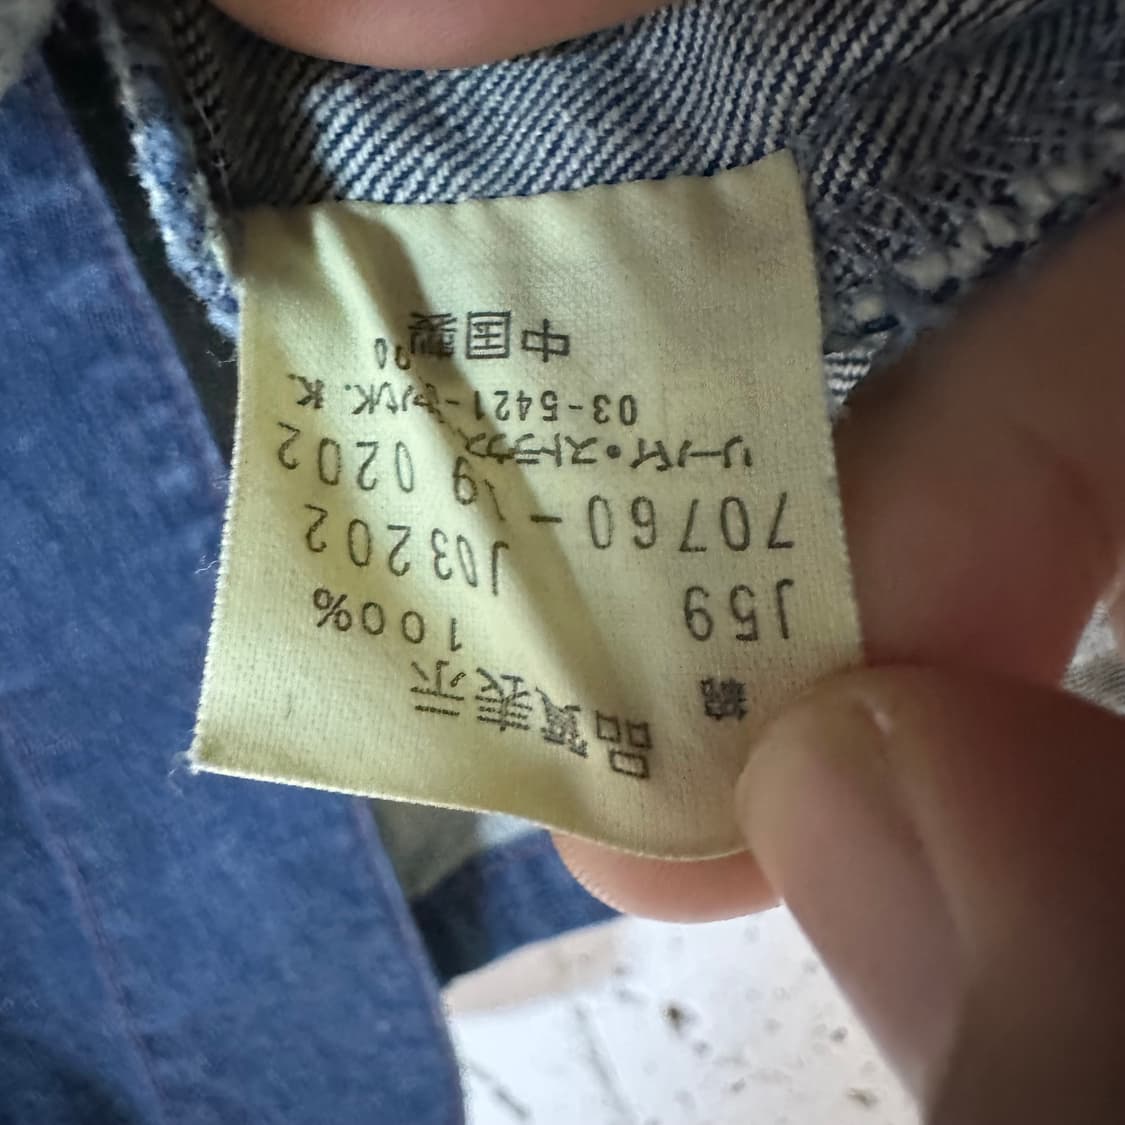 品質表示
綿 100%
J59 J03202
70760- 19 0202
リーバイ・ストラウス
K.K.
03-5421-
中国製